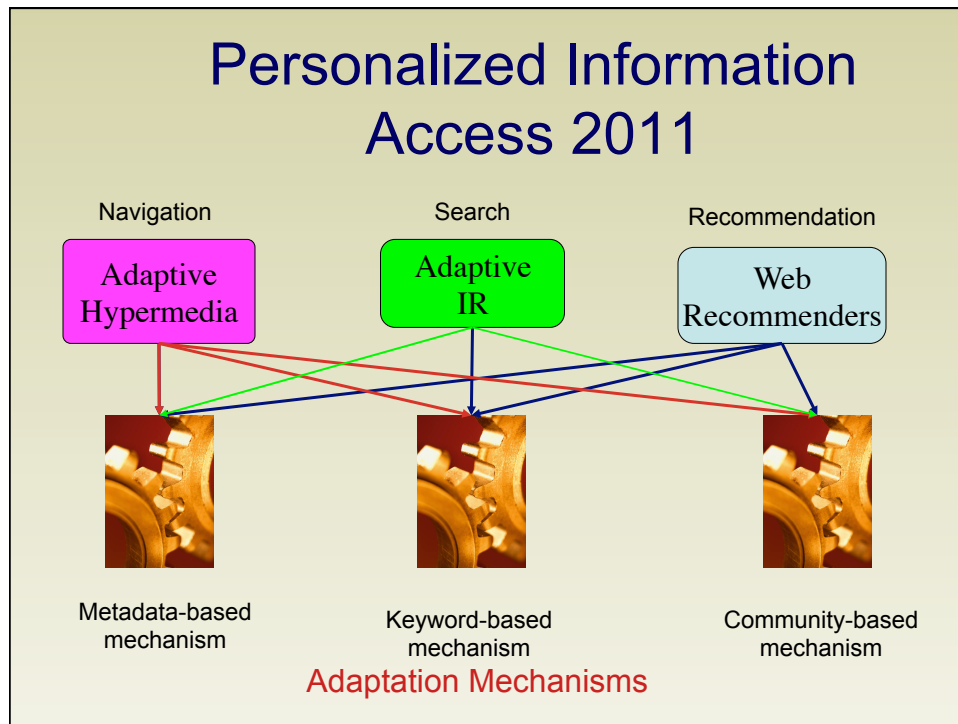 Personalized Information
Access 2011
Navigation
Search
Recommendation
Adaptive
Hypermedia
Adaptive
IR
Web
Recommenders
Metadata-based
mechanism
Keyword-based
mechanism
Community-based
mechanism
Adaptation Mechanisms